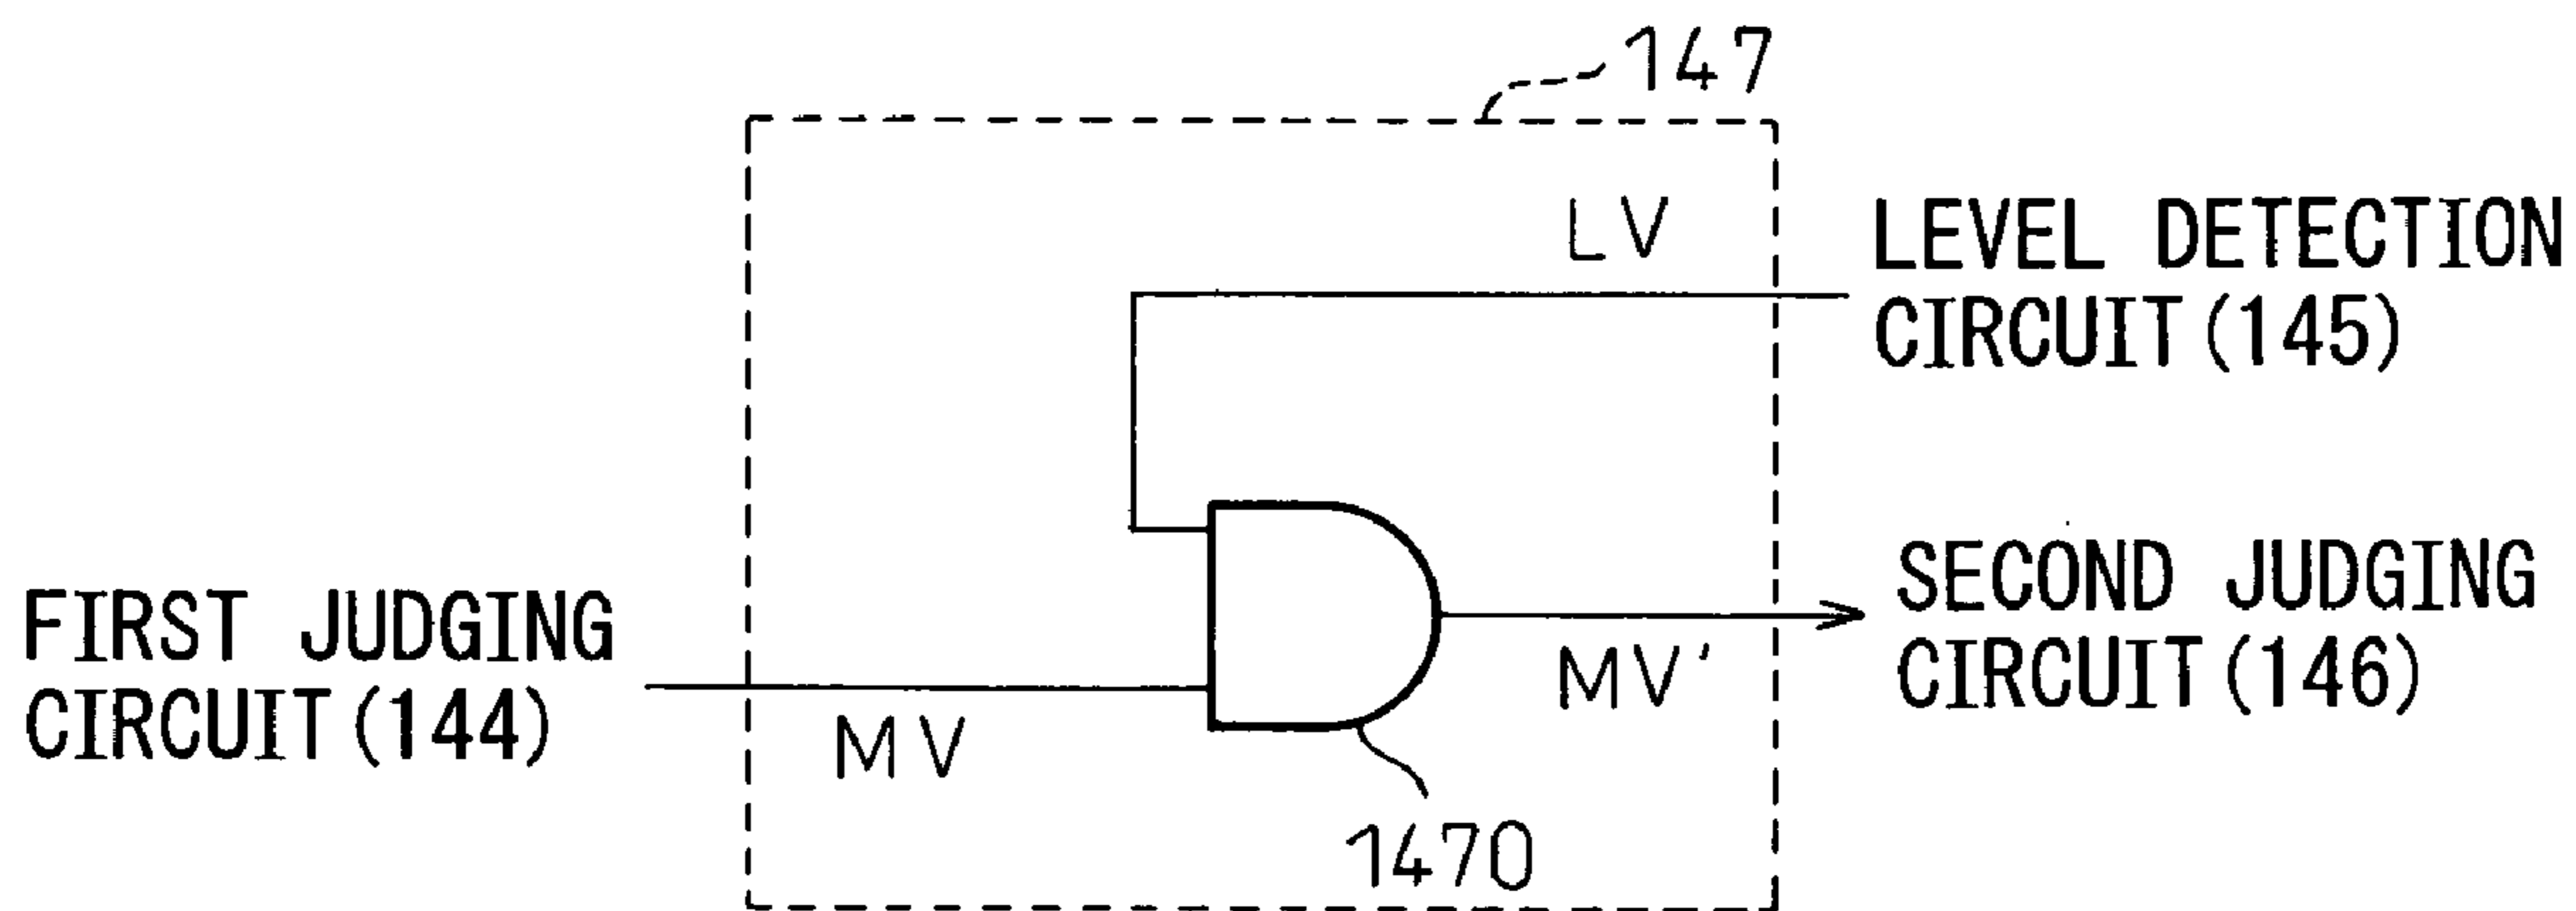 147
LV
LEVEL DETECTION
CIRCUIT(145)
FIRST JUDGING
CIRCUIT(144)
MV
MV'
SECOND JUDGING
CIRCUIT(146)
1470